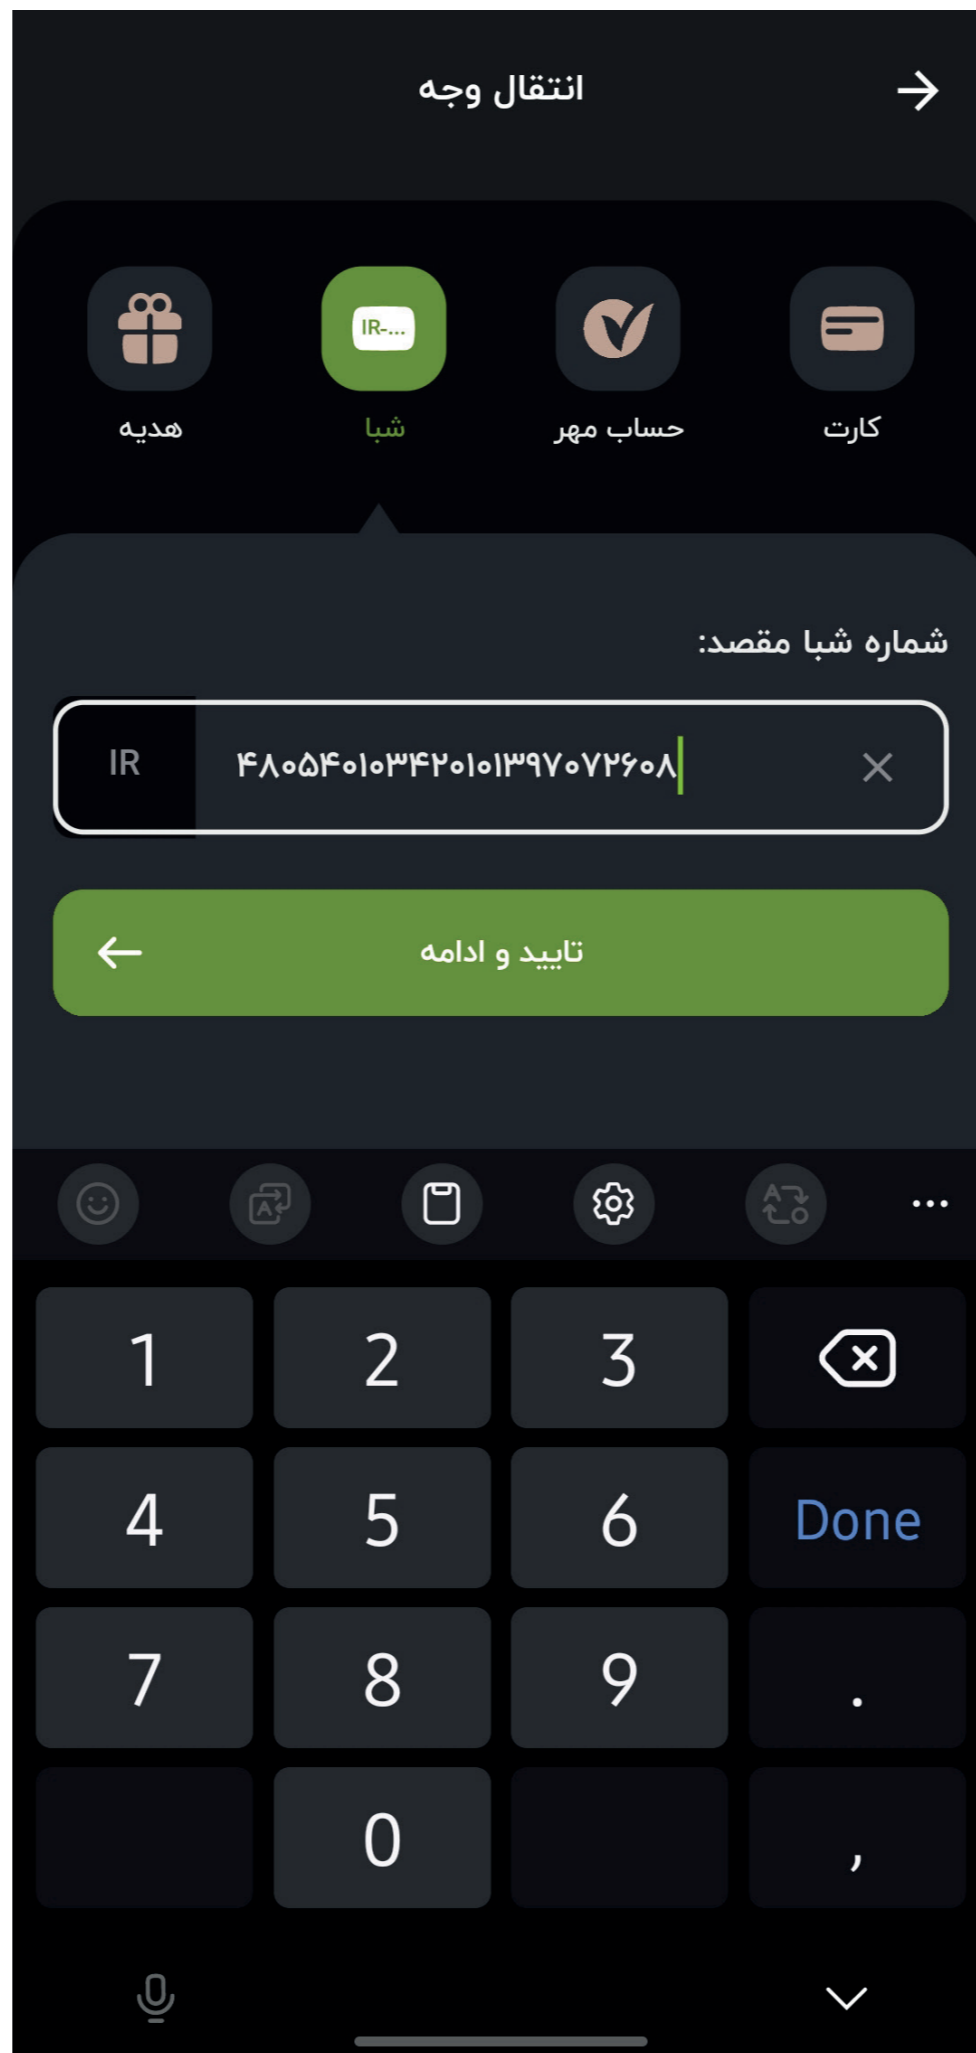 انتقال وجه
کارت
حساب مهر
IR-...
شبا
هدیه
شماره شبا مقصد:
IR ۴۸۰۵۴۰۱۰۳۴۲۰۱۰۱۳۹۷۰۷۲۶۰۸
تایید و ادامه
1 2 3
4 5 6 Done
7 8 9 .
0 ,